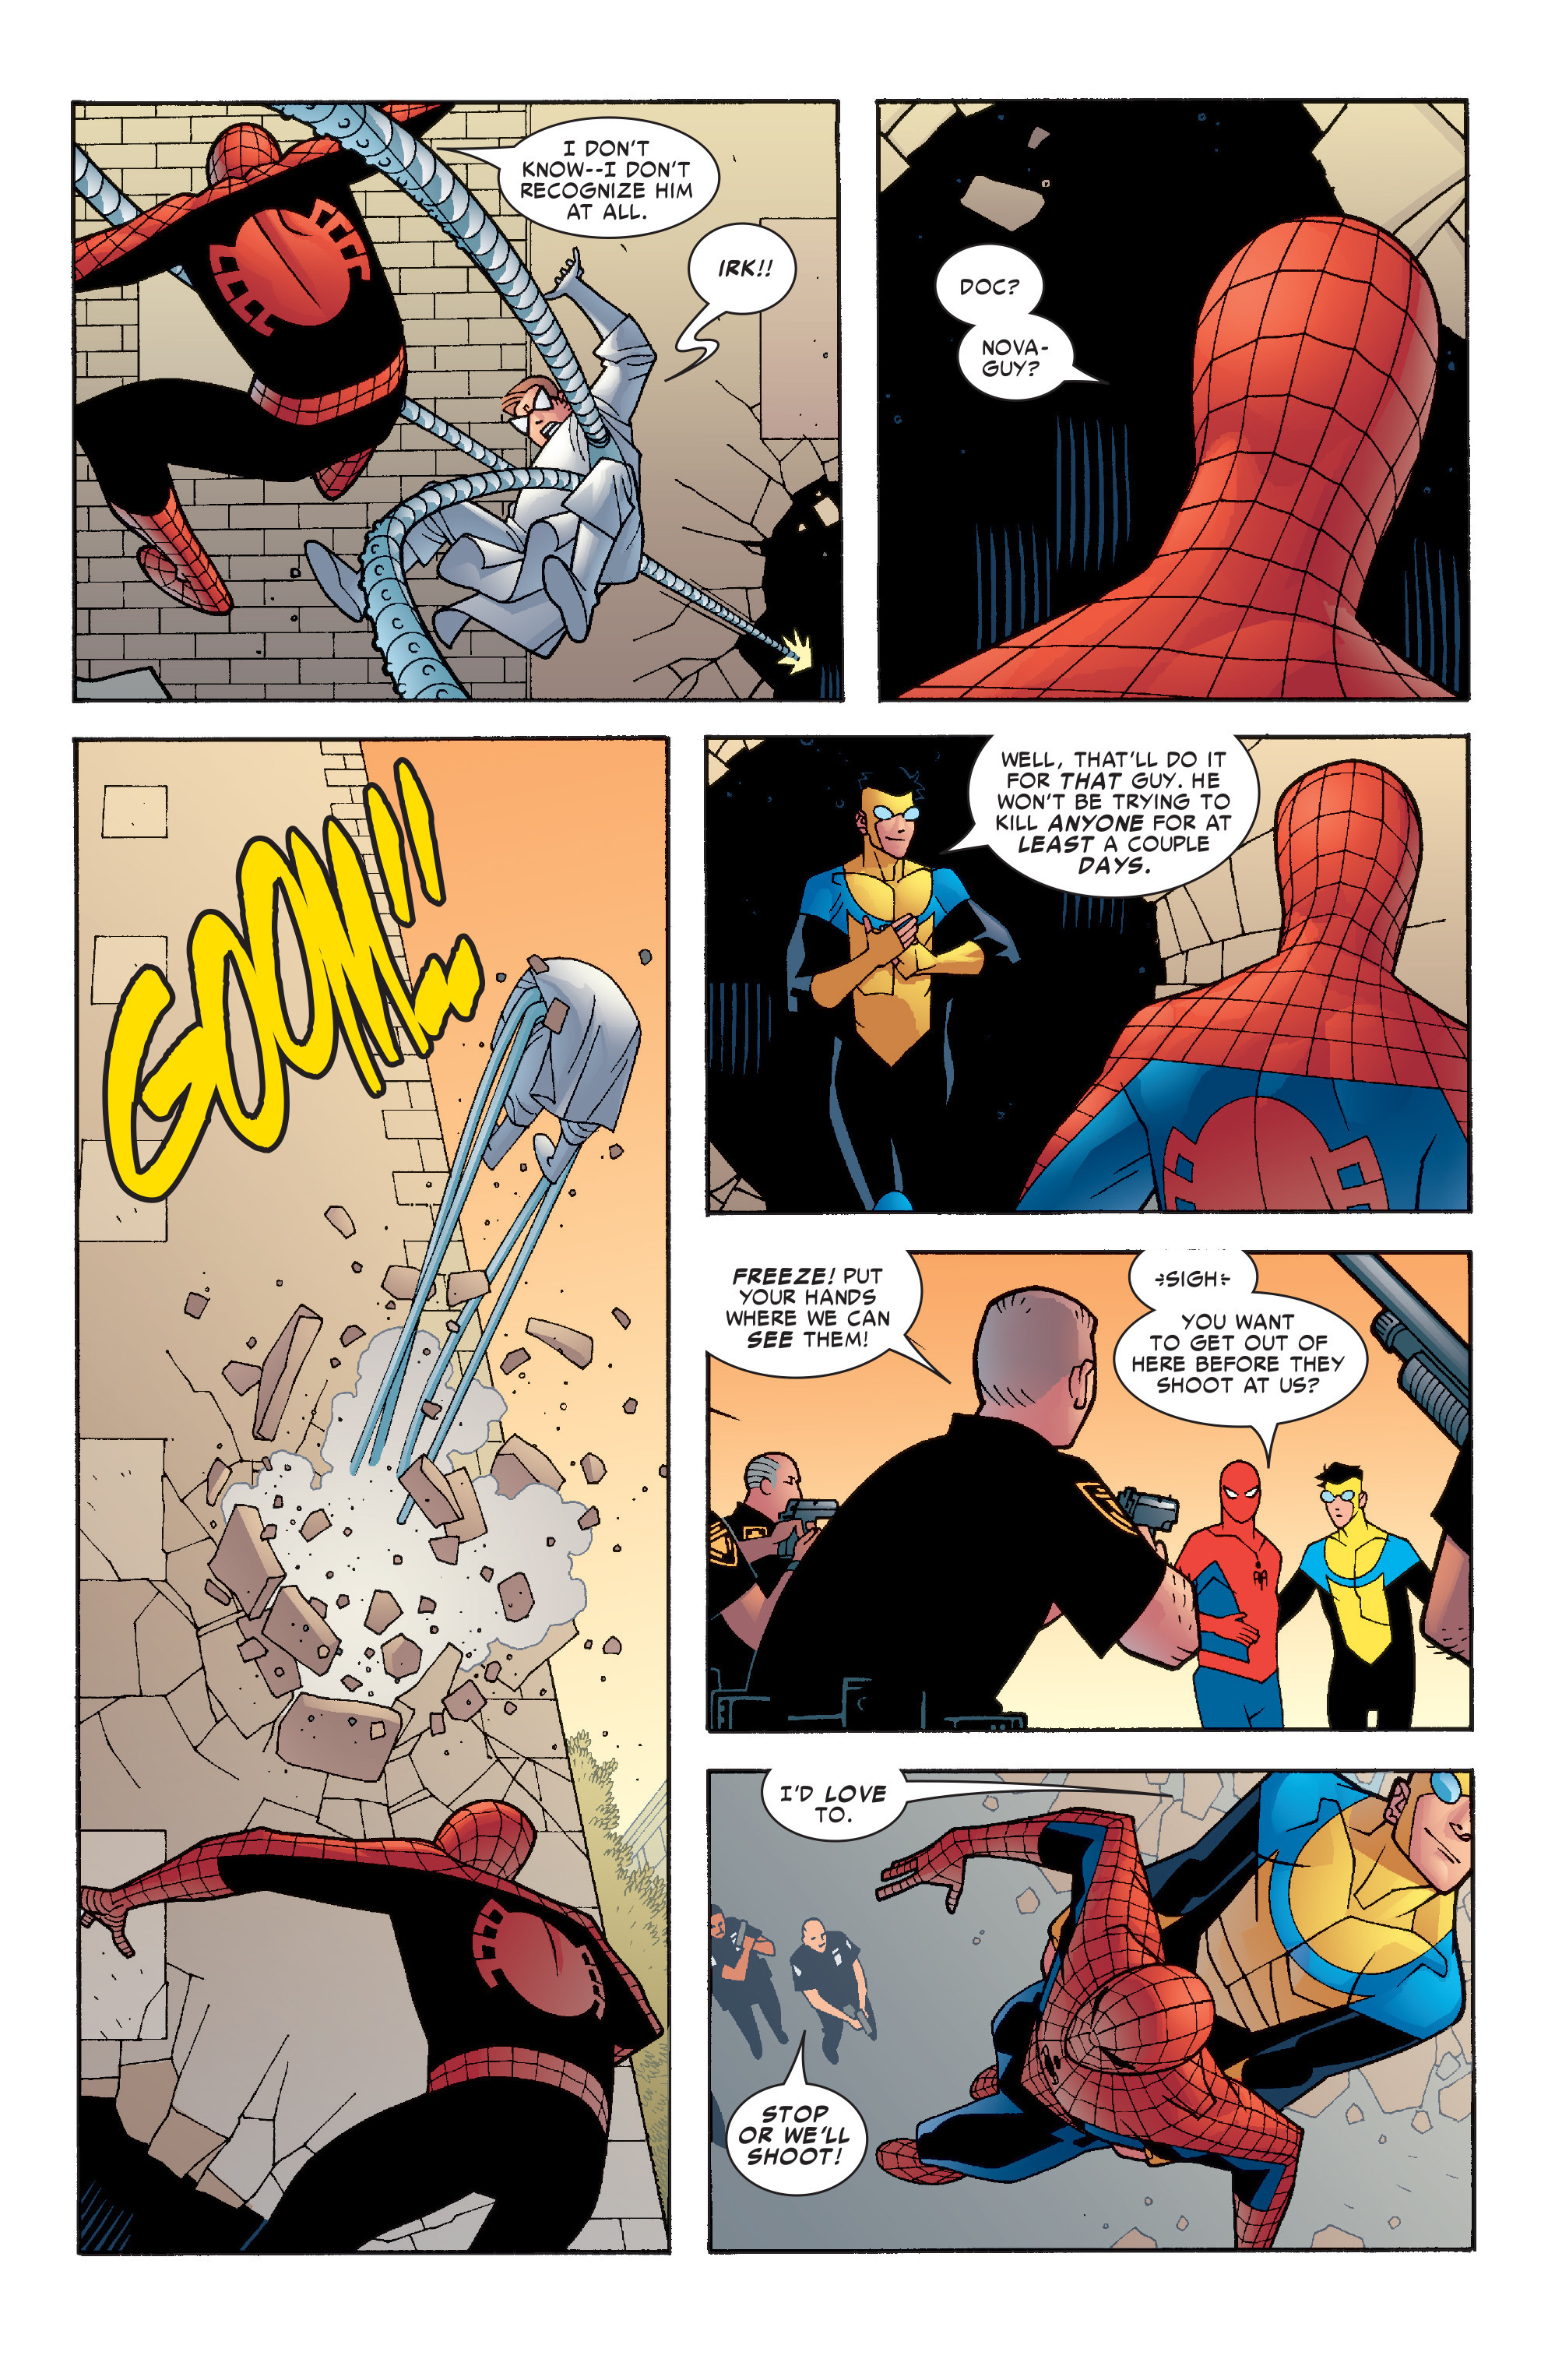 I DON'T
KNOW--I DON'T
RECOGNIZE HIM
AT ALL.
IRK!!
DOC?
NOVA-
GUY?
GOOM!!
WELL, THAT'LL DO IT
FOR THAT GUY. HE
WON'T BE TRYING TO
KILL ANYONE FOR AT
LEAST A COUPLE
DAYS.
FREEZE! PUT
YOUR HANDS
WHERE WE CAN
SEE THEM!
÷SIGH÷
YOU WANT
TO GET OUT OF
HERE BEFORE THEY
SHOOT AT US?
I'D LOVE
TO.
STOP
OR WE'LL
SHOOT!